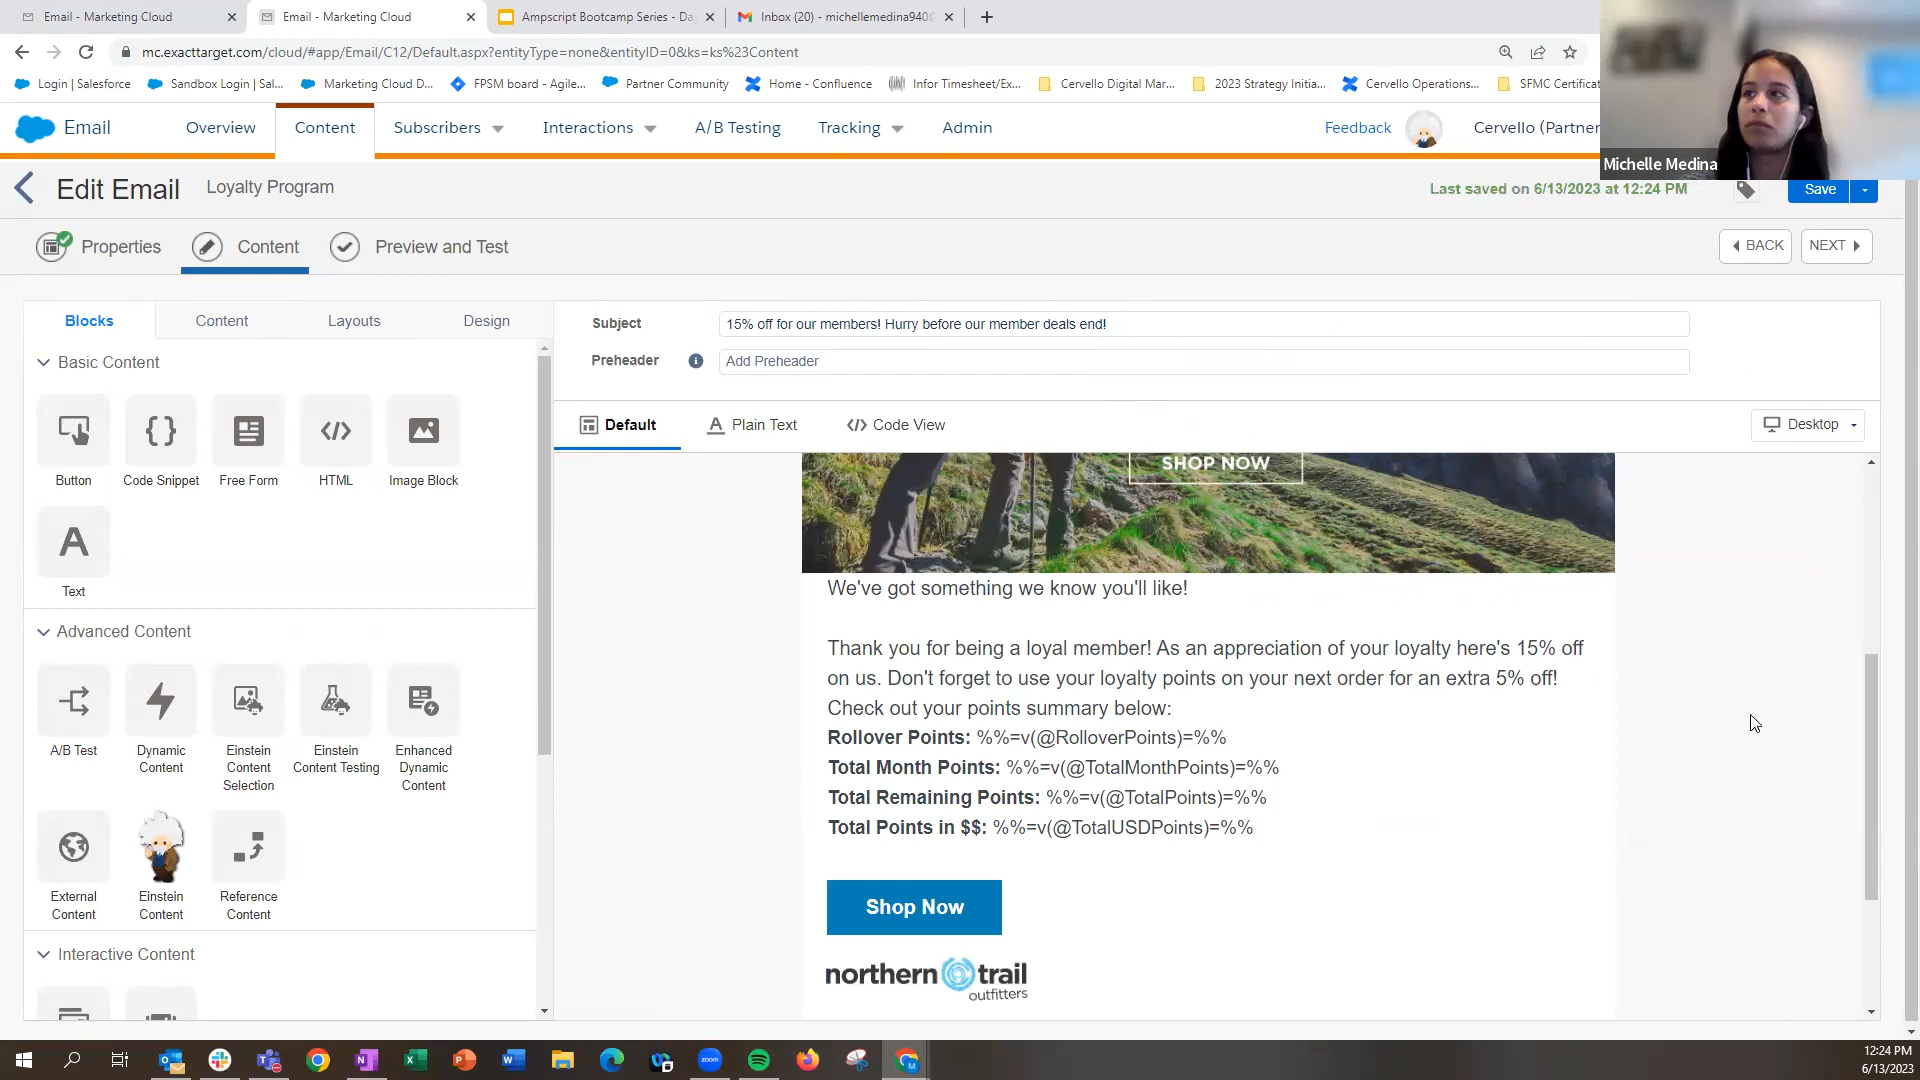 Email - Marketing Cloud
Email - Marketing Cloud
Ampscript Bootcamp Series - Da
Inbox (20) - michellemedina940@
mc.exacttarget.com/cloud/#app/Email/C12/Default.aspx?entityType=none&entityID=0&ks=ks%23Content
Login | Salesforce
Sandbox Login | Sal...
Marketing Cloud D...
FPSM board - Agile...
Partner Community
Home - Confluence
Infor Timesheet/Ex...
Cervello Digital Mar...
2023 Strategy Initia...
Cervello Operations...
SFMC Certificat
Email
Overview
Content
Subscribers
Interactions
A/B Testing
Tracking
Admin
Feedback
Cervello (Partner
Michelle Medina
Edit Email
Loyalty Program
Last saved on 6/13/2023 at 12:24 PM
Save
Properties
Content
Preview and Test
BACK
NEXT
Blocks
Content
Layouts
Design
Subject
15% off for our members! Hurry before our member deals end!
Preheader
Add Preheader
Basic Content
Button
Code Snippet
Free Form
HTML
Image Block
Text
Default
Plain Text
Code View
Desktop
SHOP NOW
We've got something we know you'll like!
Thank you for being a loyal member! As an appreciation of your loyalty here's 15% off
on us. Don't forget to use your loyalty points on your next order for an extra 5% off!
Check out your points summary below:
Rollover Points: %%=v(@RolloverPoints)=%%
Total Month Points: %%=v(@TotalMonthPoints)=%%
Total Remaining Points: %%=v(@TotalPoints)=%%
Total Points in $$: %%=v(@TotalUSDPoints)=%%
Shop Now
northern trail
outfitters
Advanced Content
A/B Test
Dynamic
Content
Einstein
Content
Selection
Einstein
Content Testing
Enhanced
Dynamic
Content
External
Content
Einstein
Content
Reference
Content
Interactive Content
12:24 PM
6/13/2023